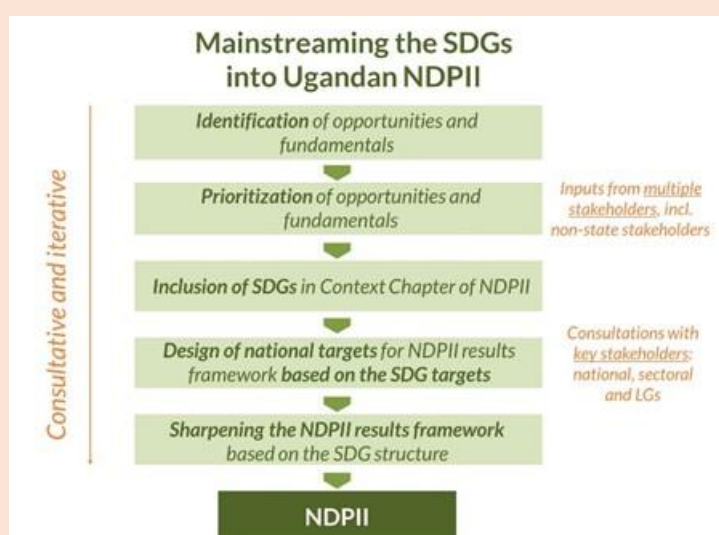 Mainstreaming the SDGs
into Ugandan NDPII
Consultative and iterative
Identification of opportunities and
fundamentals
Prioritization of opportunities and
fundamentals
Inputs from multiple
stakeholders, incl.
non-state stakeholders
Inclusion of SDGs in Context Chapter of NDPII
Design of national targets for NDPII results
framework based on the SDG targets
Consultations with
key stakeholders:
national, sectoral
and LGs
Sharpening the NDPII results framework
based on the SDG structure
NDPII